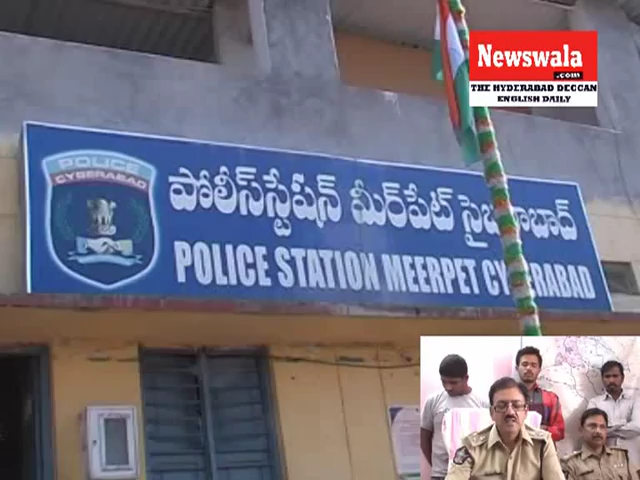 Newswala
.com
THE HYDERABAD DECCAN
ENGLISH DAILY
POLICE
CYBERABAD
పోలీస్‌స్టేషన్ మీర్‌పేట్ సైబరాబాద్
POLICE STATION MEERPET CYBERABAD